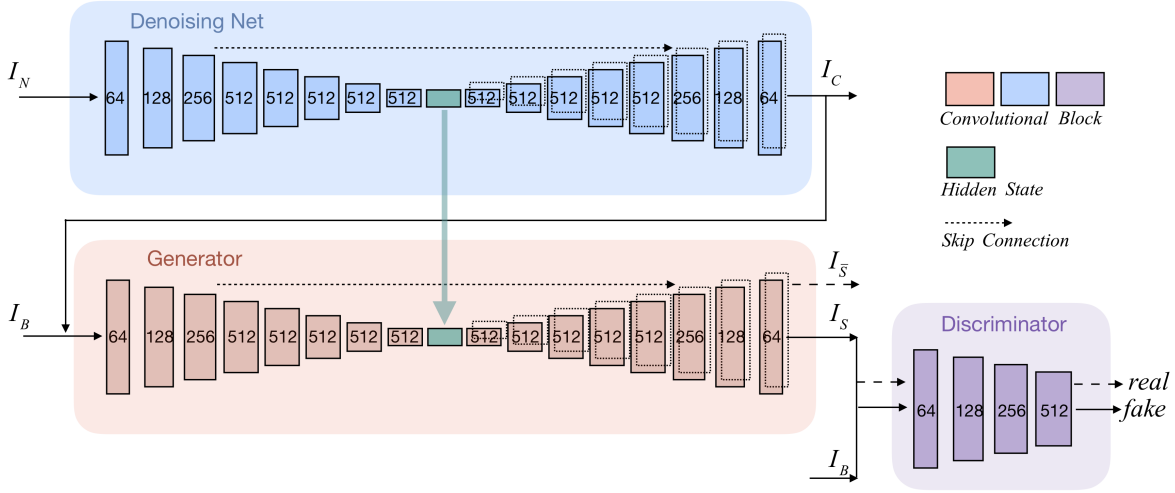 Denoising Net
I_N
64 128 256 512 512 512 512 512 512 512 512 512 512 256 128 64
I_C
Convolutional Block
Hidden State
Skip Connection
Generator
I_B
64 128 256 512 512 512 512 512 512 512 512 512 512 256 128 64
I_S̄
I_S
Discriminator
64 128 256 512
real
fake
I_B